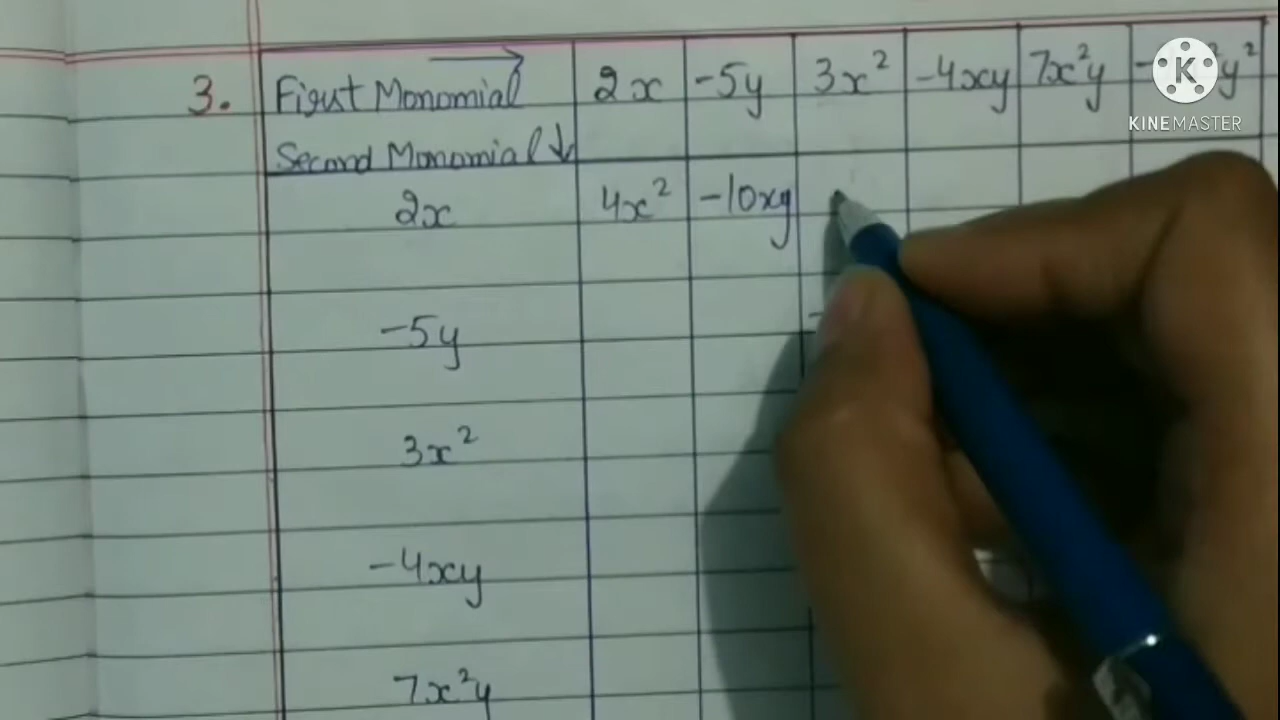 3. First Monomial → 2x -5y 3x² -4xy 7x²y
Second Monomial ↓
2x 4x² -10xy
-5y
3x²
-4xy
7x²y
K
KINEMASTER